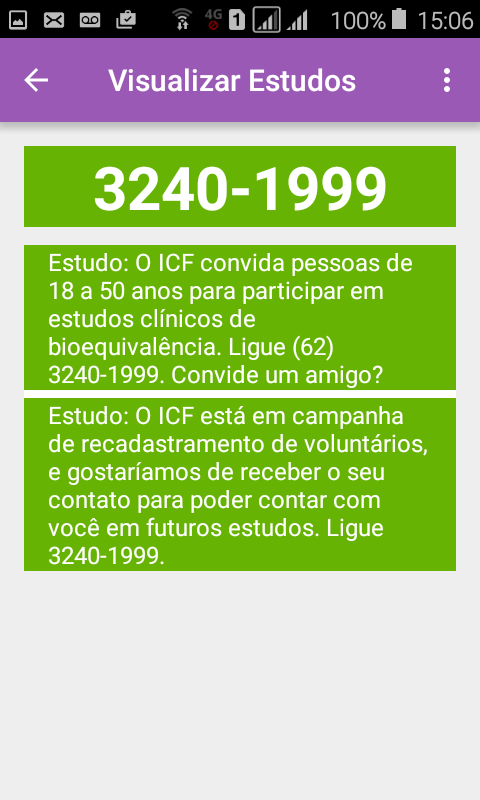 4G 1 100% 15:06
Visualizar Estudos
3240-1999
Estudo: O ICF convida pessoas de
18 a 50 anos para participar em
estudos clínicos de
bioequivalência. Ligue (62)
3240-1999. Convide um amigo?
Estudo: O ICF está em campanha
de recadastramento de voluntários,
e gostaríamos de receber o seu
contato para poder contar com
você em futuros estudos. Ligue
3240-1999.